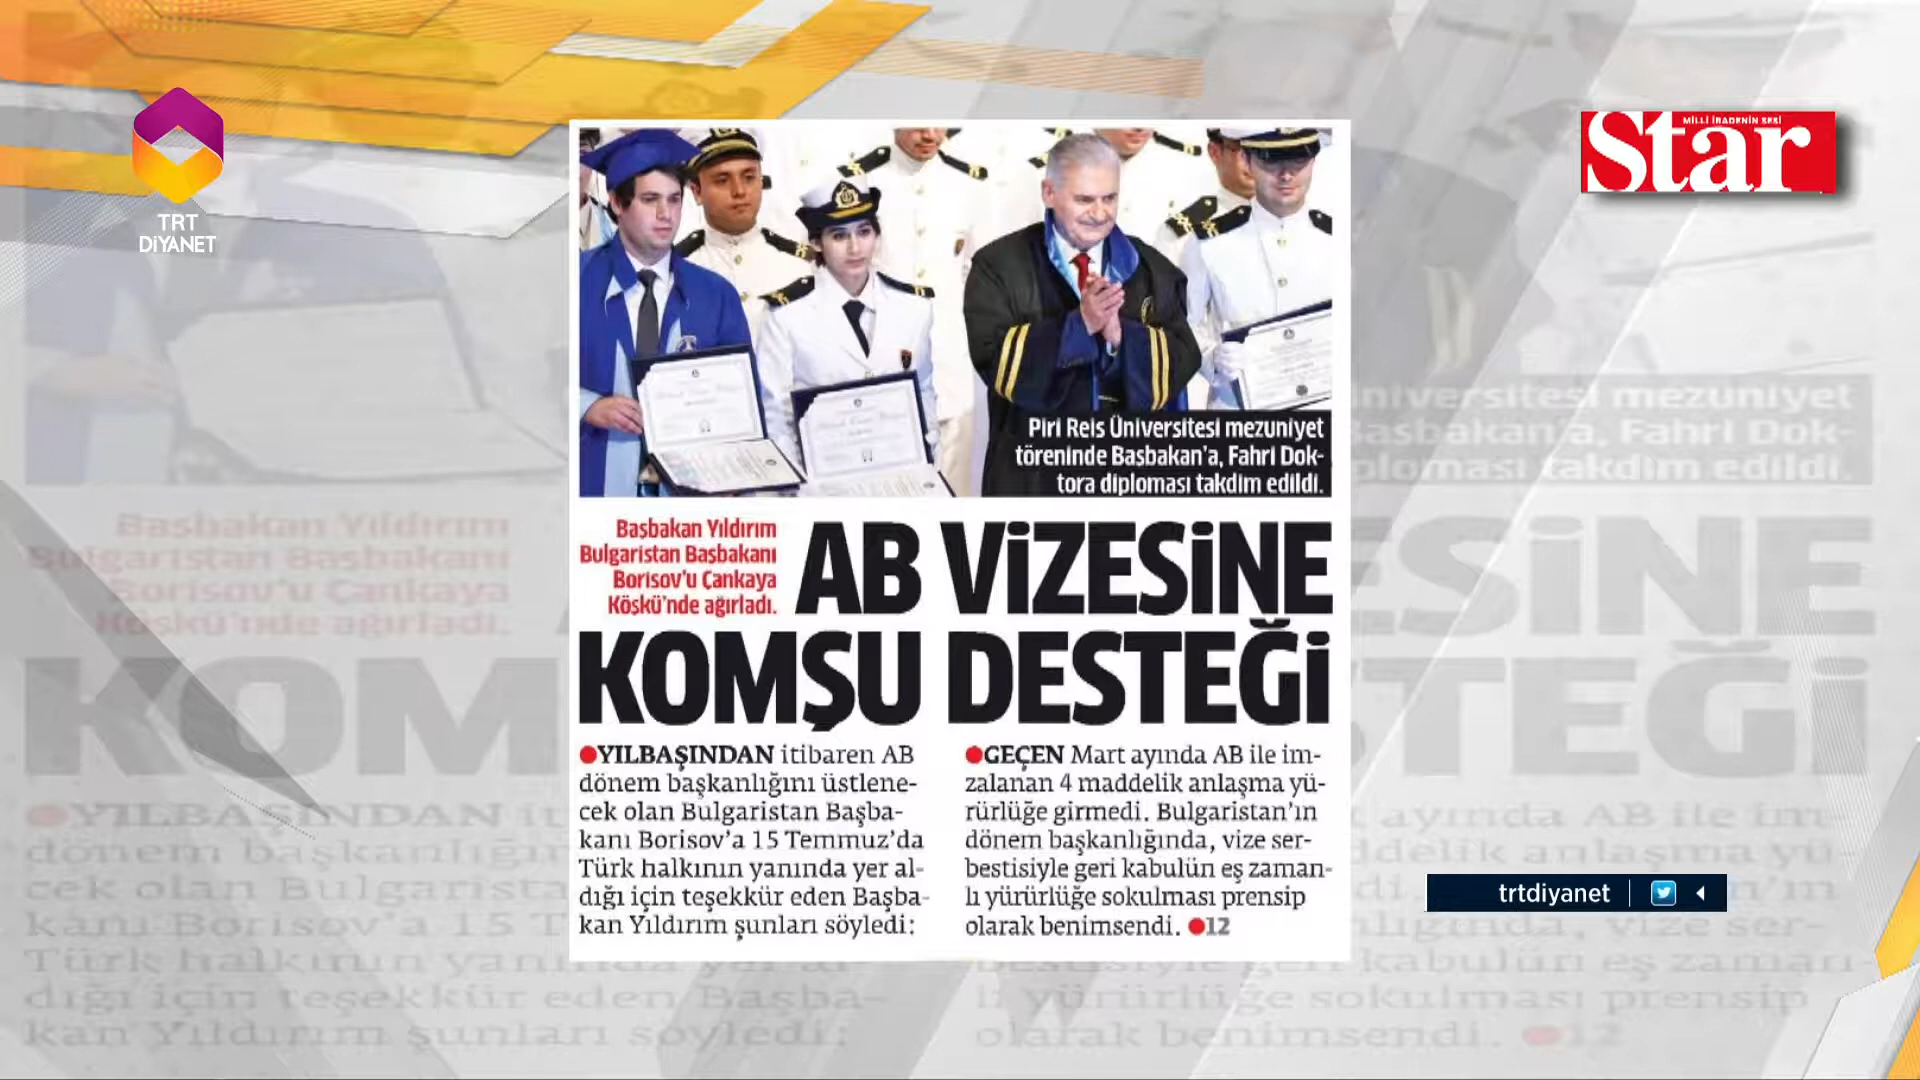 TRT
DİYANET
MİLLİ İRADENİN SESİ
Star
Piri Reis Üniversitesi mezuniyet
töreninde Başbakan'a, Fahri Dok-
tora diploması takdim edildi.
Başbakan Yıldırım
Bulgaristan Başbakanı
Borisov'u Çankaya
Köşkü'nde ağırladı.
AB VİZESİNE
KOMŞU DESTEĞİ
YILBAŞINDAN itibaren AB
dönem başkanlığını üstlene-
cek olan Bulgaristan Başba-
kanı Borisov'a 15 Temmuz'da
Türk halkının yanında yer al-
dığı için teşekkür eden Başba-
kan Yıldırım şunları söyledi:
GEÇEN Mart ayında AB ile im-
zalanan 4 maddelik anlaşma yü-
rürlüğe girmedi. Bulgaristan'ın
dönem başkanlığında, vize ser-
bestisiyle geri kabulün eş zaman-
lı yürürlüğe sokulması prensip
olarak benimsendi. 12
trtdiyanet